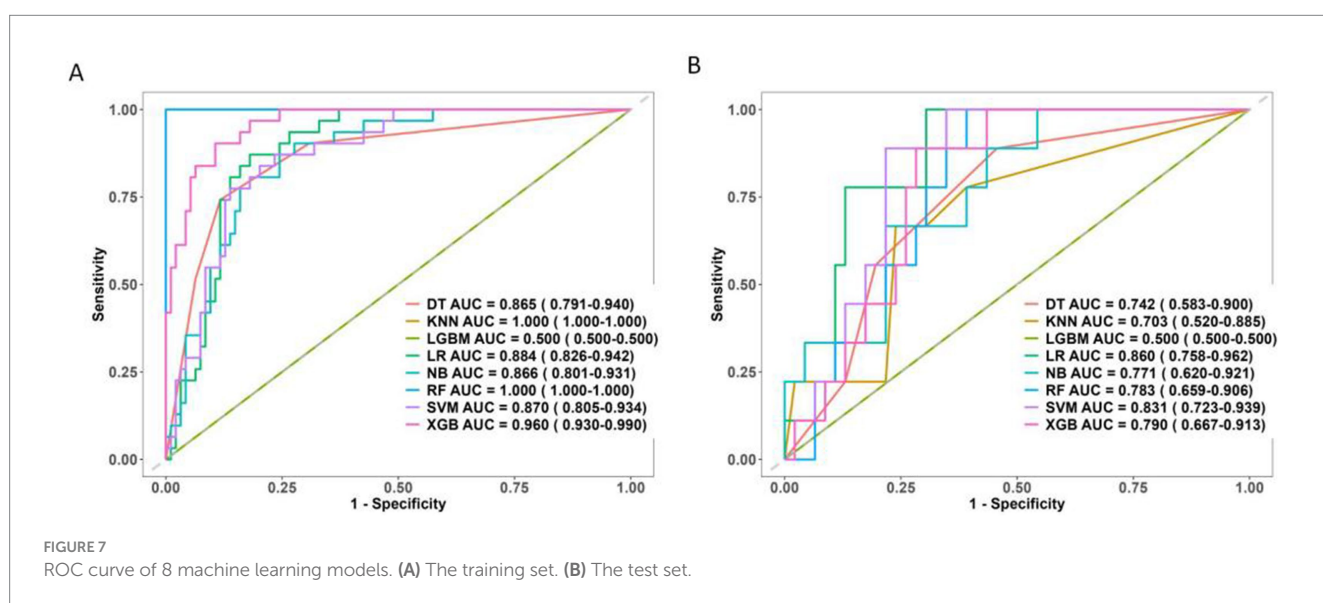 A
1.00
0.75
0.50
0.25
0.00
Sensitivity
DT AUC = 0.865 ( 0.791-0.940)
KNN AUC = 1.000 ( 1.000-1.000)
LGBM AUC = 0.500 ( 0.500-0.500)
LR AUC = 0.884 ( 0.826-0.942)
NB AUC = 0.866 ( 0.801-0.931)
RF AUC = 1.000 ( 1.000-1.000)
SVM AUC = 0.870 ( 0.805-0.934)
XGB AUC = 0.960 ( 0.930-0.990)
0.00 0.25 0.50 0.75 1.00
1 - Specificity
B
1.00
0.75
0.50
0.25
0.00
Sensitivity
DT AUC = 0.742 ( 0.583-0.900)
KNN AUC = 0.703 ( 0.520-0.885)
LGBM AUC = 0.500 ( 0.500-0.500)
LR AUC = 0.860 ( 0.758-0.962)
NB AUC = 0.771 ( 0.620-0.921)
RF AUC = 0.783 ( 0.659-0.906)
SVM AUC = 0.831 ( 0.723-0.939)
XGB AUC = 0.790 ( 0.667-0.913)
0.00 0.25 0.50 0.75 1.00
1 - Specificity
FIGURE 7
ROC curve of 8 machine learning models. (A) The training set. (B) The test set.